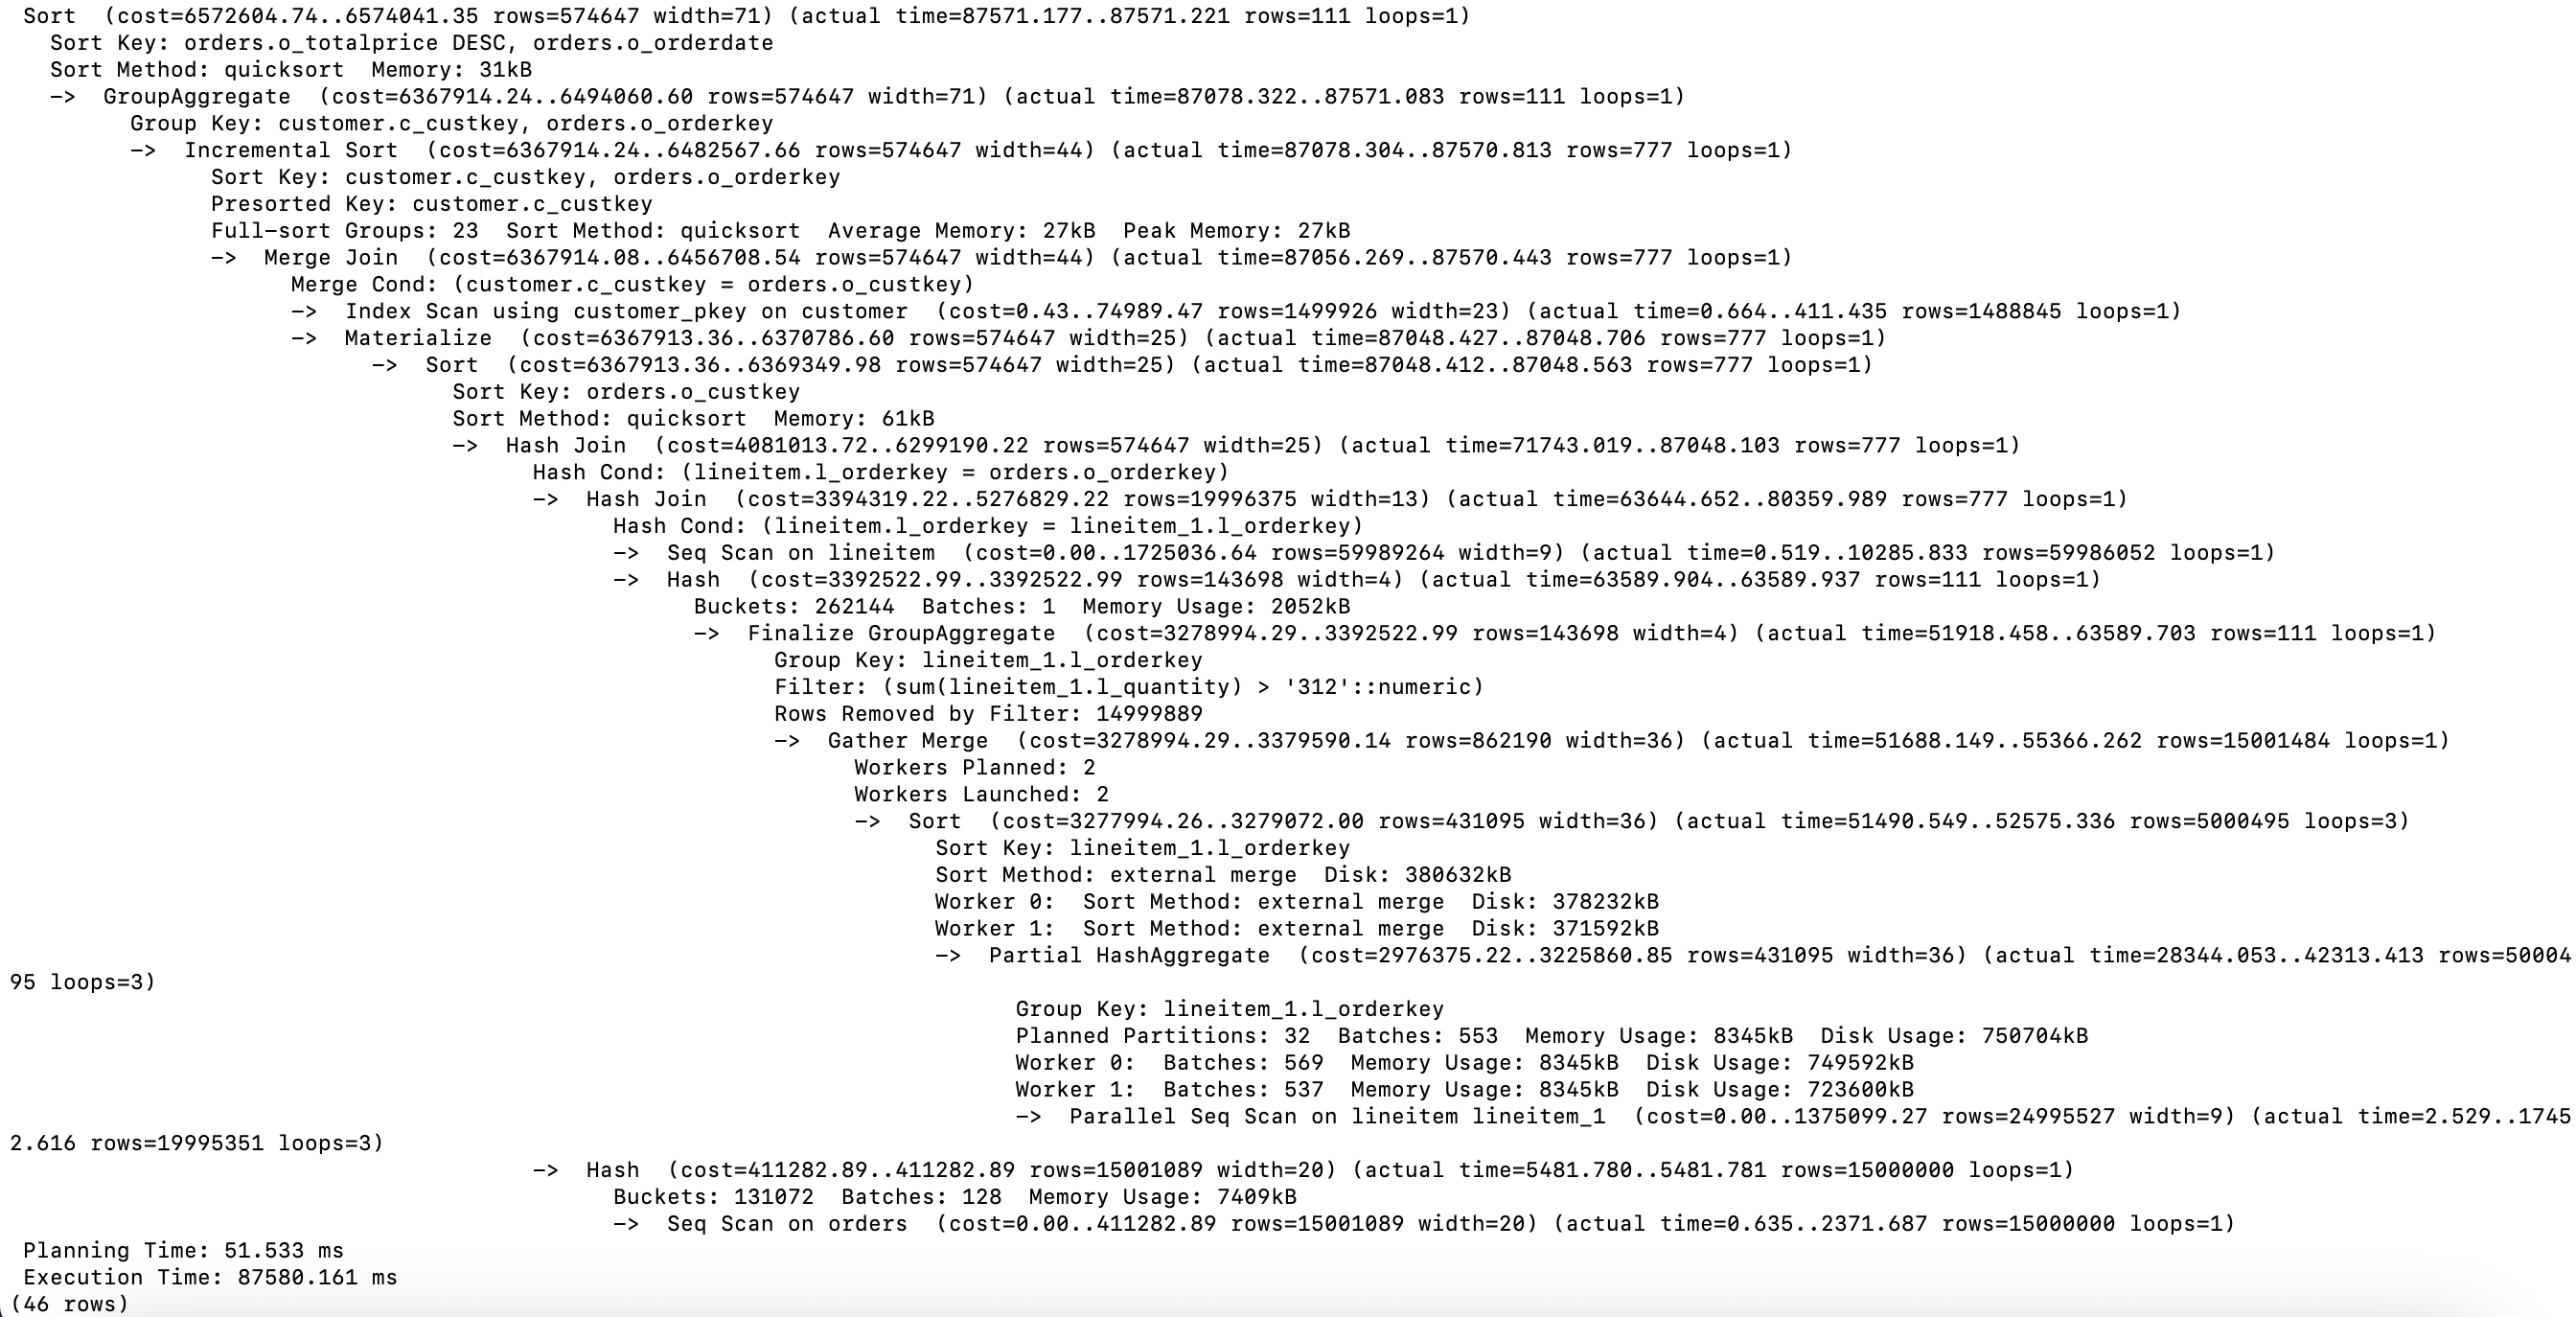 Sort  (cost=6572604.74..6574041.35 rows=574647 width=71) (actual time=87571.177..87571.221 rows=111 loops=1)
Sort Key: orders.o_totalprice DESC, orders.o_orderdate
Sort Method: quicksort  Memory: 31kB
->  GroupAggregate  (cost=6367914.24..6494060.60 rows=574647 width=71) (actual time=87078.322..87571.083 rows=111 loops=1)
Group Key: customer.c_custkey, orders.o_orderkey
->  Incremental Sort  (cost=6367914.24..6482567.66 rows=574647 width=44) (actual time=87078.304..87570.813 rows=777 loops=1)
Sort Key: customer.c_custkey, orders.o_orderkey
Presorted Key: customer.c_custkey
Full-sort Groups: 23  Sort Method: quicksort  Average Memory: 27kB  Peak Memory: 27kB
->  Merge Join  (cost=6367914.08..6456708.54 rows=574647 width=44) (actual time=87056.269..87570.443 rows=777 loops=1)
Merge Cond: (customer.c_custkey = orders.o_custkey)
->  Index Scan using customer_pkey on customer  (cost=0.43..74989.47 rows=1499926 width=23) (actual time=0.664..411.435 rows=1488845 loops=1)
->  Materialize  (cost=6367913.36..6370786.60 rows=574647 width=25) (actual time=87048.427..87048.706 rows=777 loops=1)
->  Sort  (cost=6367913.36..6369349.98 rows=574647 width=25) (actual time=87048.412..87048.563 rows=777 loops=1)
Sort Key: orders.o_custkey
Sort Method: quicksort  Memory: 61kB
->  Hash Join  (cost=4081013.72..6299190.22 rows=574647 width=25) (actual time=71743.019..87048.103 rows=777 loops=1)
Hash Cond: (lineitem.l_orderkey = orders.o_orderkey)
->  Hash Join  (cost=3394319.22..5276829.22 rows=19996375 width=13) (actual time=63644.652..80359.989 rows=777 loops=1)
Hash Cond: (lineitem.l_orderkey = lineitem_1.l_orderkey)
->  Seq Scan on lineitem  (cost=0.00..1725036.64 rows=59989264 width=9) (actual time=0.519..10285.833 rows=59986052 loops=1)
->  Hash  (cost=3392522.99..3392522.99 rows=143698 width=4) (actual time=63589.904..63589.937 rows=111 loops=1)
Buckets: 262144  Batches: 1  Memory Usage: 2052kB
->  Finalize GroupAggregate  (cost=3278994.29..3392522.99 rows=143698 width=4) (actual time=51918.458..63589.703 rows=111 loops=1)
Group Key: lineitem_1.l_orderkey
Filter: (sum(lineitem_1.l_quantity) > '312'::numeric)
Rows Removed by Filter: 14999889
->  Gather Merge  (cost=3278994.29..3379590.14 rows=862190 width=36) (actual time=51688.149..55366.262 rows=15001484 loops=1)
Workers Planned: 2
Workers Launched: 2
->  Sort  (cost=3277994.26..3279072.00 rows=431095 width=36) (actual time=51490.549..52575.336 rows=5000495 loops=3)
Sort Key: lineitem_1.l_orderkey
Sort Method: external merge  Disk: 380632kB
Worker 0:  Sort Method: external merge  Disk: 378232kB
Worker 1:  Sort Method: external merge  Disk: 371592kB
->  Partial HashAggregate  (cost=2976375.22..3225860.85 rows=431095 width=36) (actual time=28344.053..42313.413 rows=50004
95 loops=3)
Group Key: lineitem_1.l_orderkey
Planned Partitions: 32  Batches: 553  Memory Usage: 8345kB  Disk Usage: 750704kB
Worker 0:  Batches: 569  Memory Usage: 8345kB  Disk Usage: 749592kB
Worker 1:  Batches: 537  Memory Usage: 8345kB  Disk Usage: 723600kB
->  Parallel Seq Scan on lineitem lineitem_1  (cost=0.00..1375099.27 rows=24995527 width=9) (actual time=2.529..1745
2.616 rows=19995351 loops=3)
->  Hash  (cost=411282.89..411282.89 rows=15001089 width=20) (actual time=5481.780..5481.781 rows=15000000 loops=1)
Buckets: 131072  Batches: 128  Memory Usage: 7409kB
->  Seq Scan on orders  (cost=0.00..411282.89 rows=15001089 width=20) (actual time=0.635..2371.687 rows=15000000 loops=1)
Planning Time: 51.533 ms
Execution Time: 87580.161 ms
(46 rows)